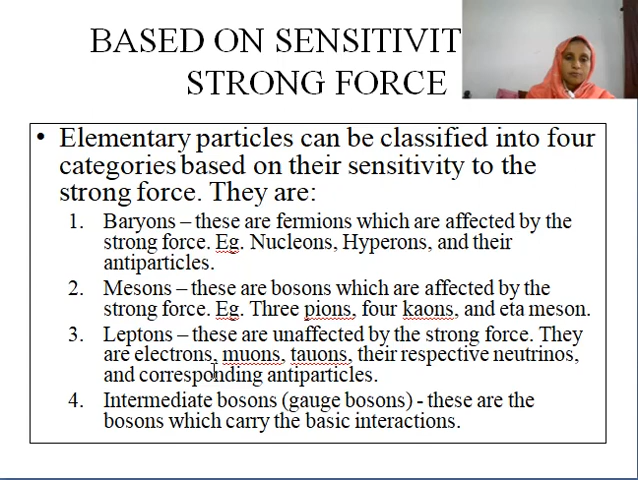 BASED ON SENSITIVIT
STRONG FORCE
• Elementary particles can be classified into four
categories based on their sensitivity to the
strong force. They are:
1. Baryons – these are fermions which are affected by the
strong force. Eg. Nucleons, Hyperons, and their
antiparticles.
2. Mesons – these are bosons which are affected by the
strong force. Eg. Three pions, four kaons, and eta meson.
3. Leptons – these are unaffected by the strong force. They
are electrons, muons, tauons, their respective neutrinos,
and corresponding antiparticles.
4. Intermediate bosons (gauge bosons) - these are the
bosons which carry the basic interactions.